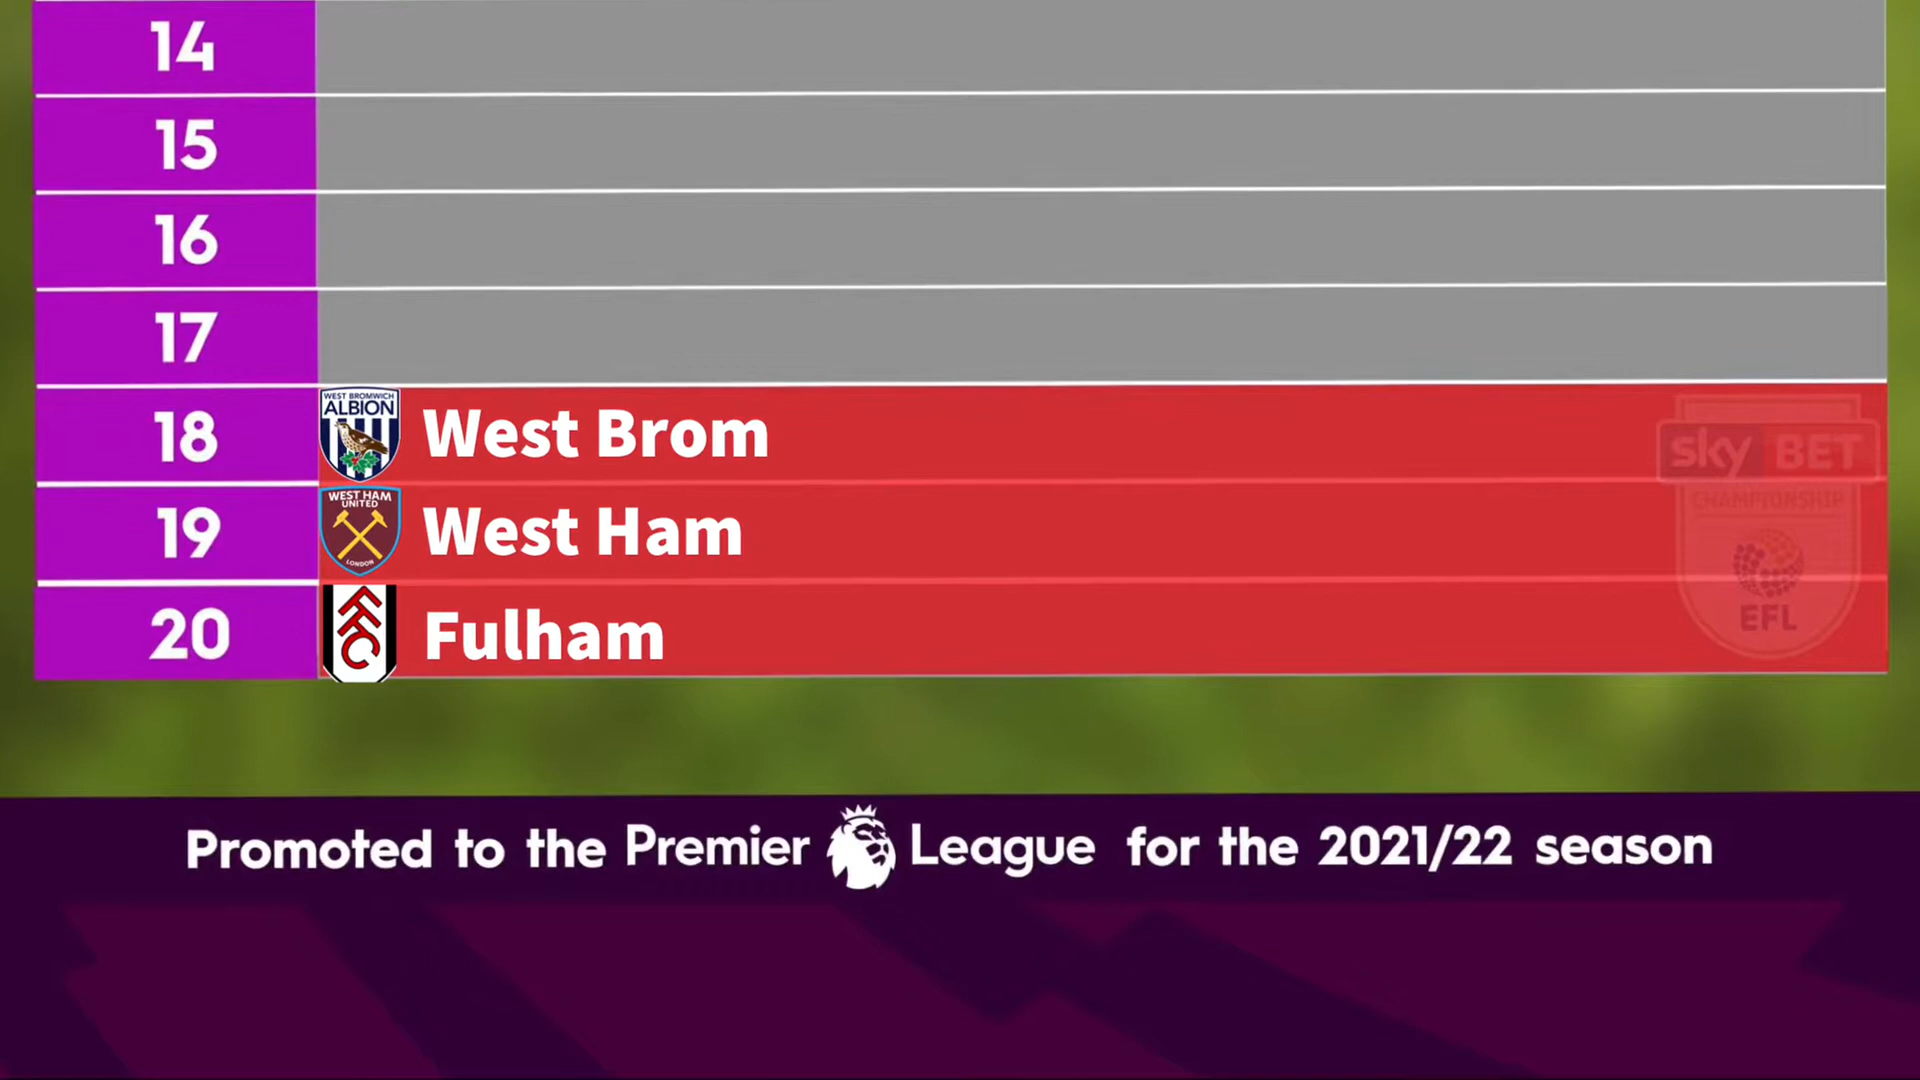 14
15
16
17
18 WEST BROMWICH ALBION West Brom
19 WEST HAM UNITED LONDON West Ham
20 FFC Fulham
sky BET
CHAMPIONSHIP
EFL
Promoted to the Premier League for the 2021/22 season